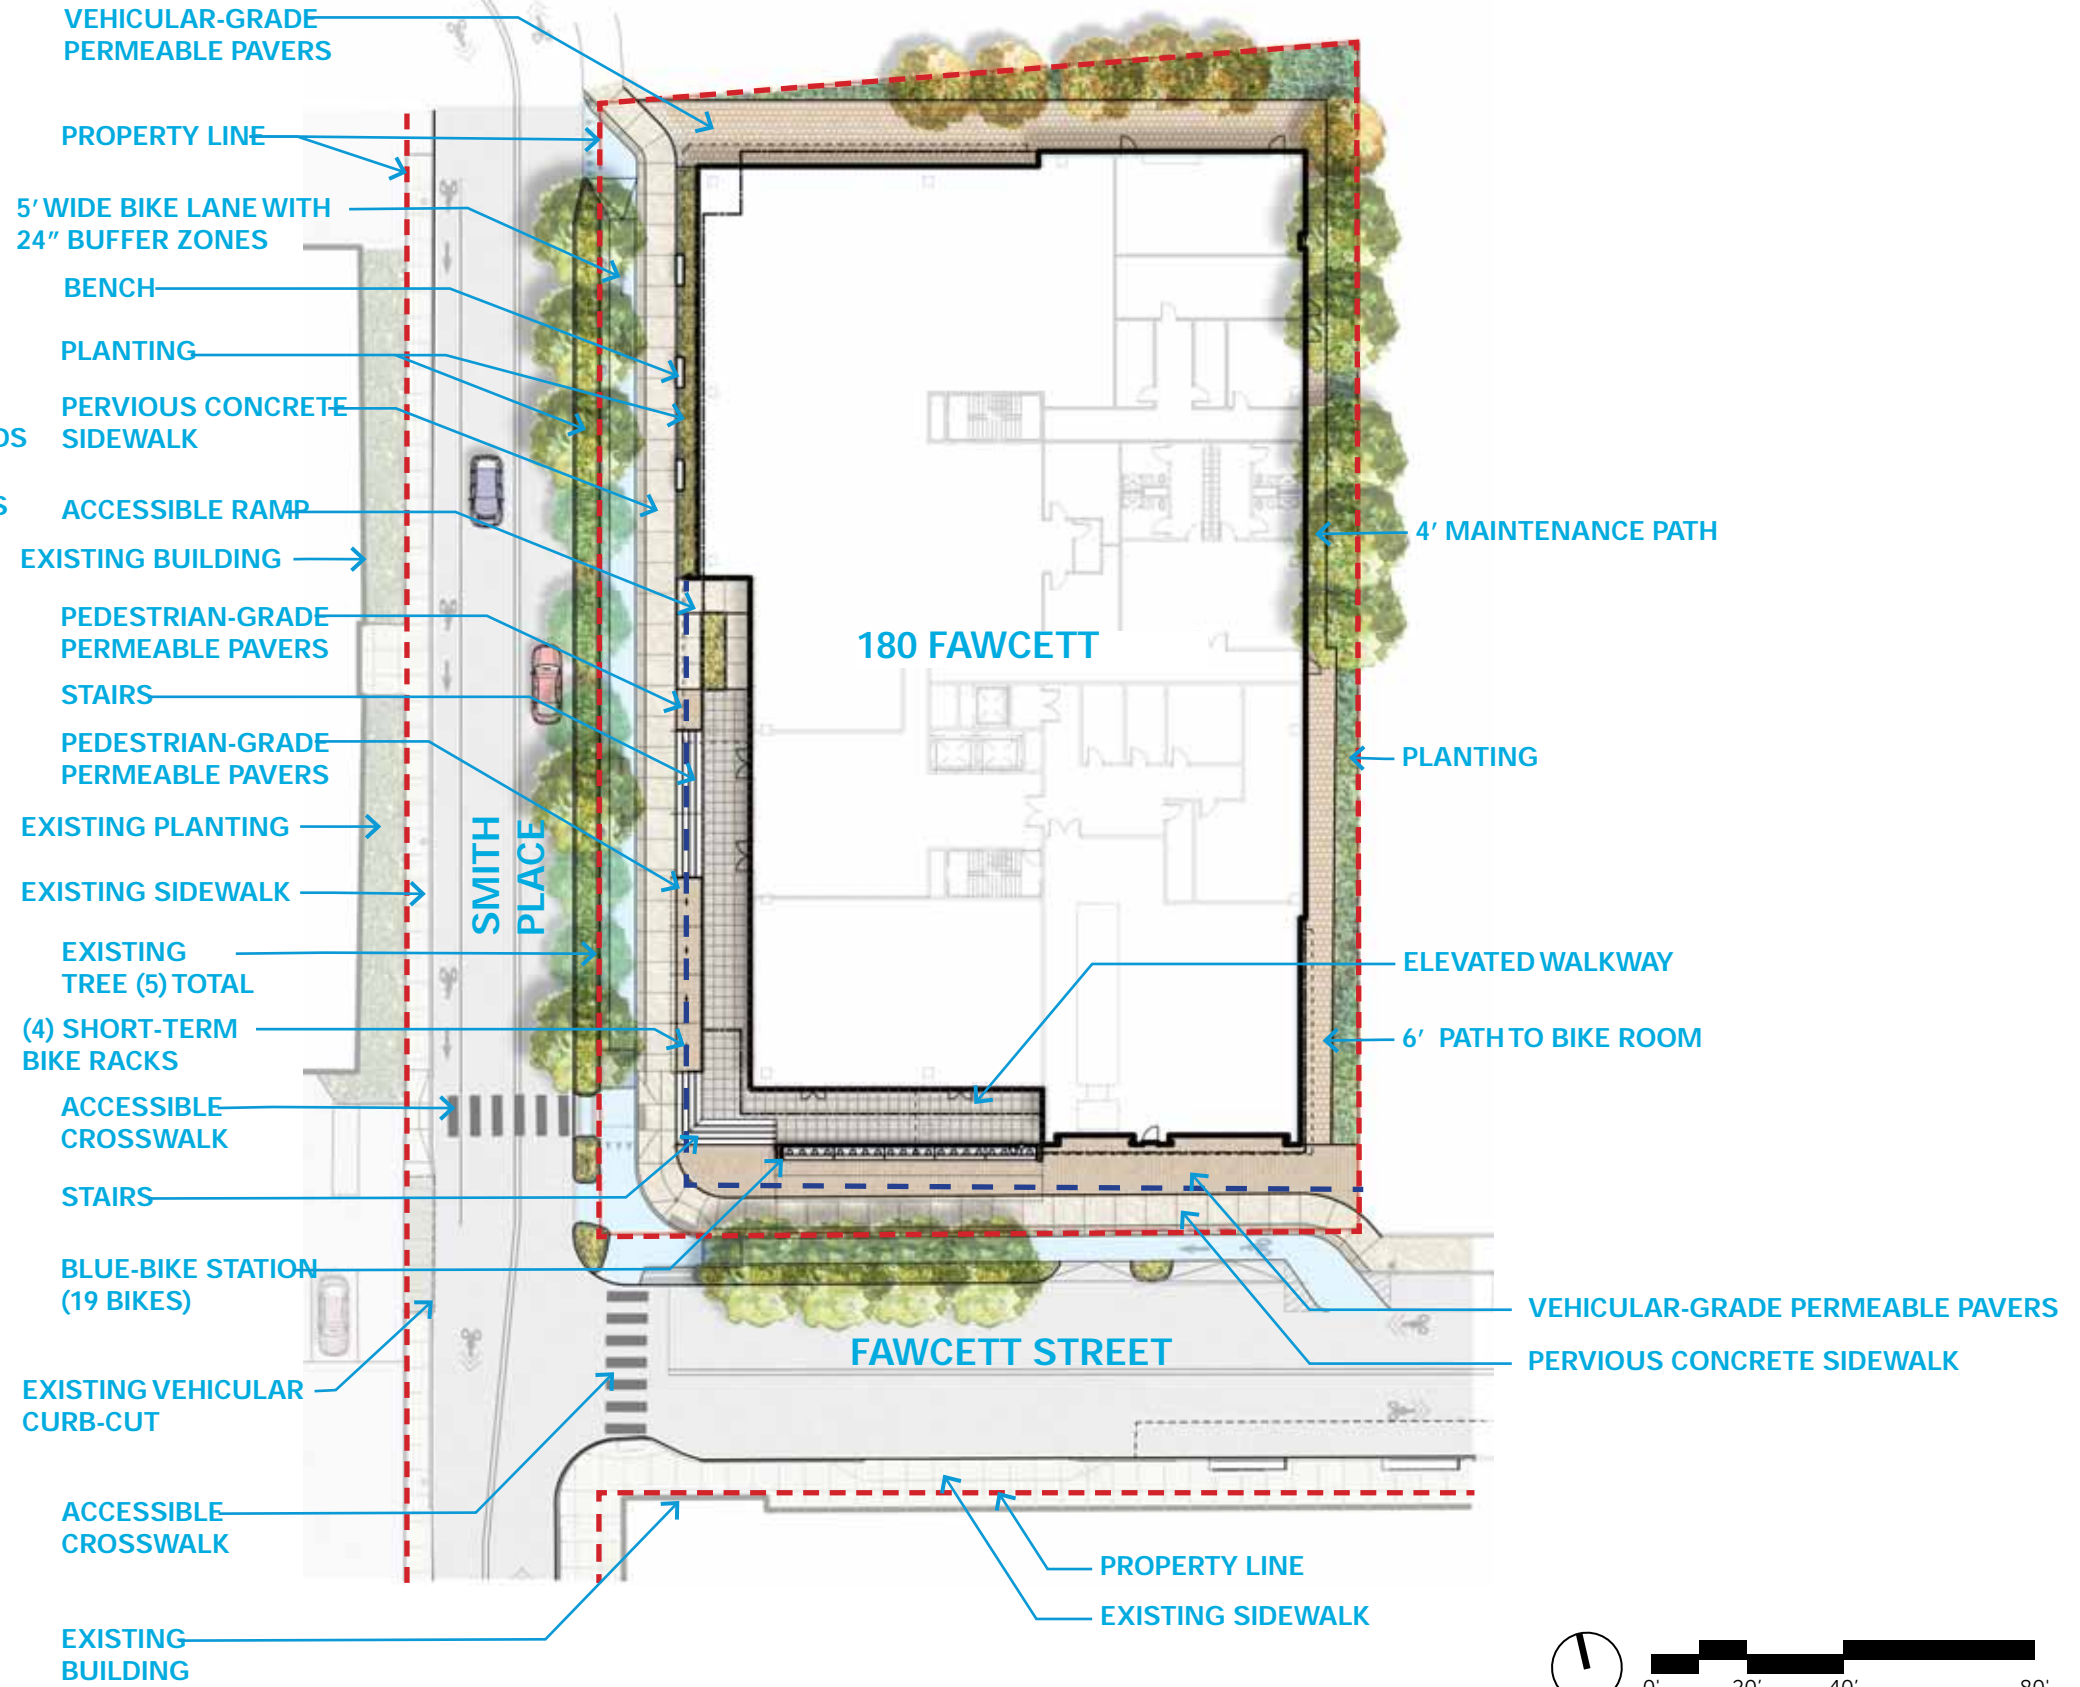 VEHICULAR-GRADE
PERMEABLE PAVERS
PROPERTY LINE
5' WIDE BIKE LANE WITH
24" BUFFER ZONES
BENCH
PLANTING
PERVIOUS CONCRETE
SIDEWALK
ACCESSIBLE RAMP
EXISTING BUILDING
PEDESTRIAN-GRADE
PERMEABLE PAVERS
STAIRS
PEDESTRIAN-GRADE
PERMEABLE PAVERS
EXISTING PLANTING
EXISTING SIDEWALK
EXISTING
TREE (5) TOTAL
(4) SHORT-TERM
BIKE RACKS
ACCESSIBLE
CROSSWALK
STAIRS
BLUE-BIKE STATION
(19 BIKES)
EXISTING VEHICULAR
CURB-CUT
ACCESSIBLE
CROSSWALK
EXISTING
BUILDING
SMITH
PLACE
180 FAWCETT
FAWCETT STREET
4' MAINTENANCE PATH
PLANTING
ELEVATED WALKWAY
6' PATH TO BIKE ROOM
VEHICULAR-GRADE PERMEABLE PAVERS
PERVIOUS CONCRETE SIDEWALK
PROPERTY LINE
EXISTING SIDEWALK
0' 20' 40' 80'